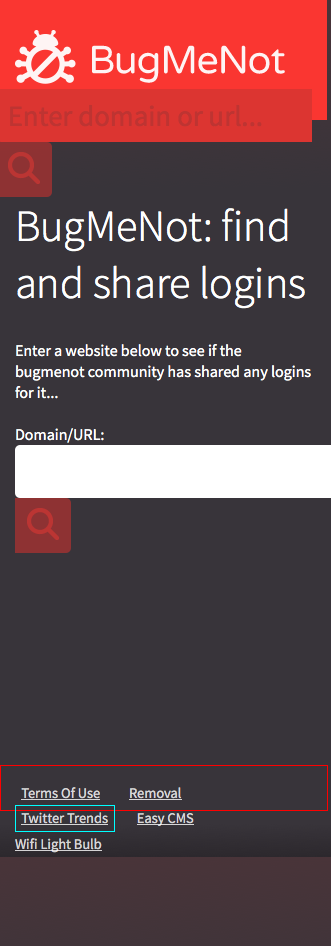 BugMeNot
Enter domain or url...
BugMeNot: find
and share logins
Enter a website below to see if the
bugmenot community has shared any logins
for it...
Domain/URL:
Terms Of Use Removal
Twitter Trends Easy CMS
Wifi Light Bulb